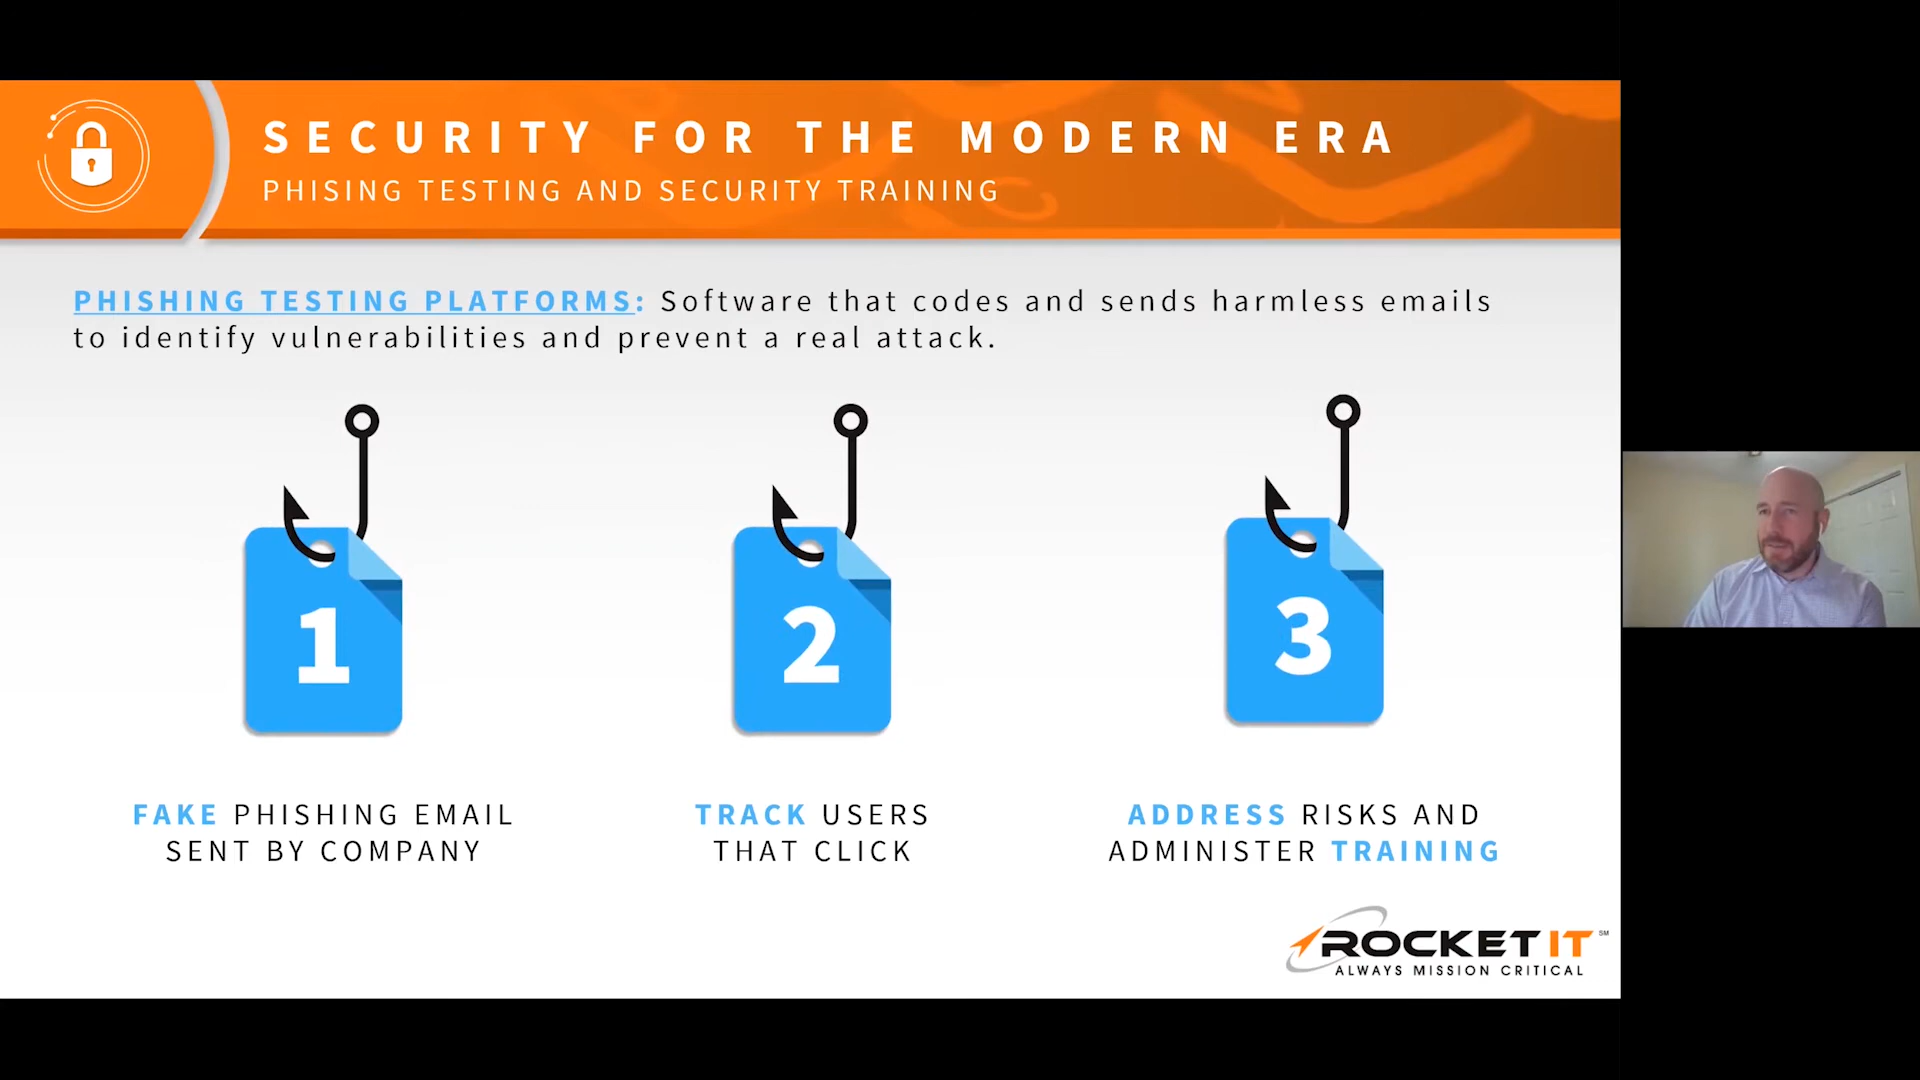 SECURITY FOR THE MODERN ERA
PHISING TESTING AND SECURITY TRAINING
PHISHING TESTING PLATFORMS: Software that codes and sends harmless emails
to identify vulnerabilities and prevent a real attack.
1
2
3
FAKE PHISHING EMAIL
SENT BY COMPANY
TRACK USERS
THAT CLICK
ADDRESS RISKS AND
ADMINISTER TRAINING
ROCKET IT SM
ALWAYS MISSION CRITICAL